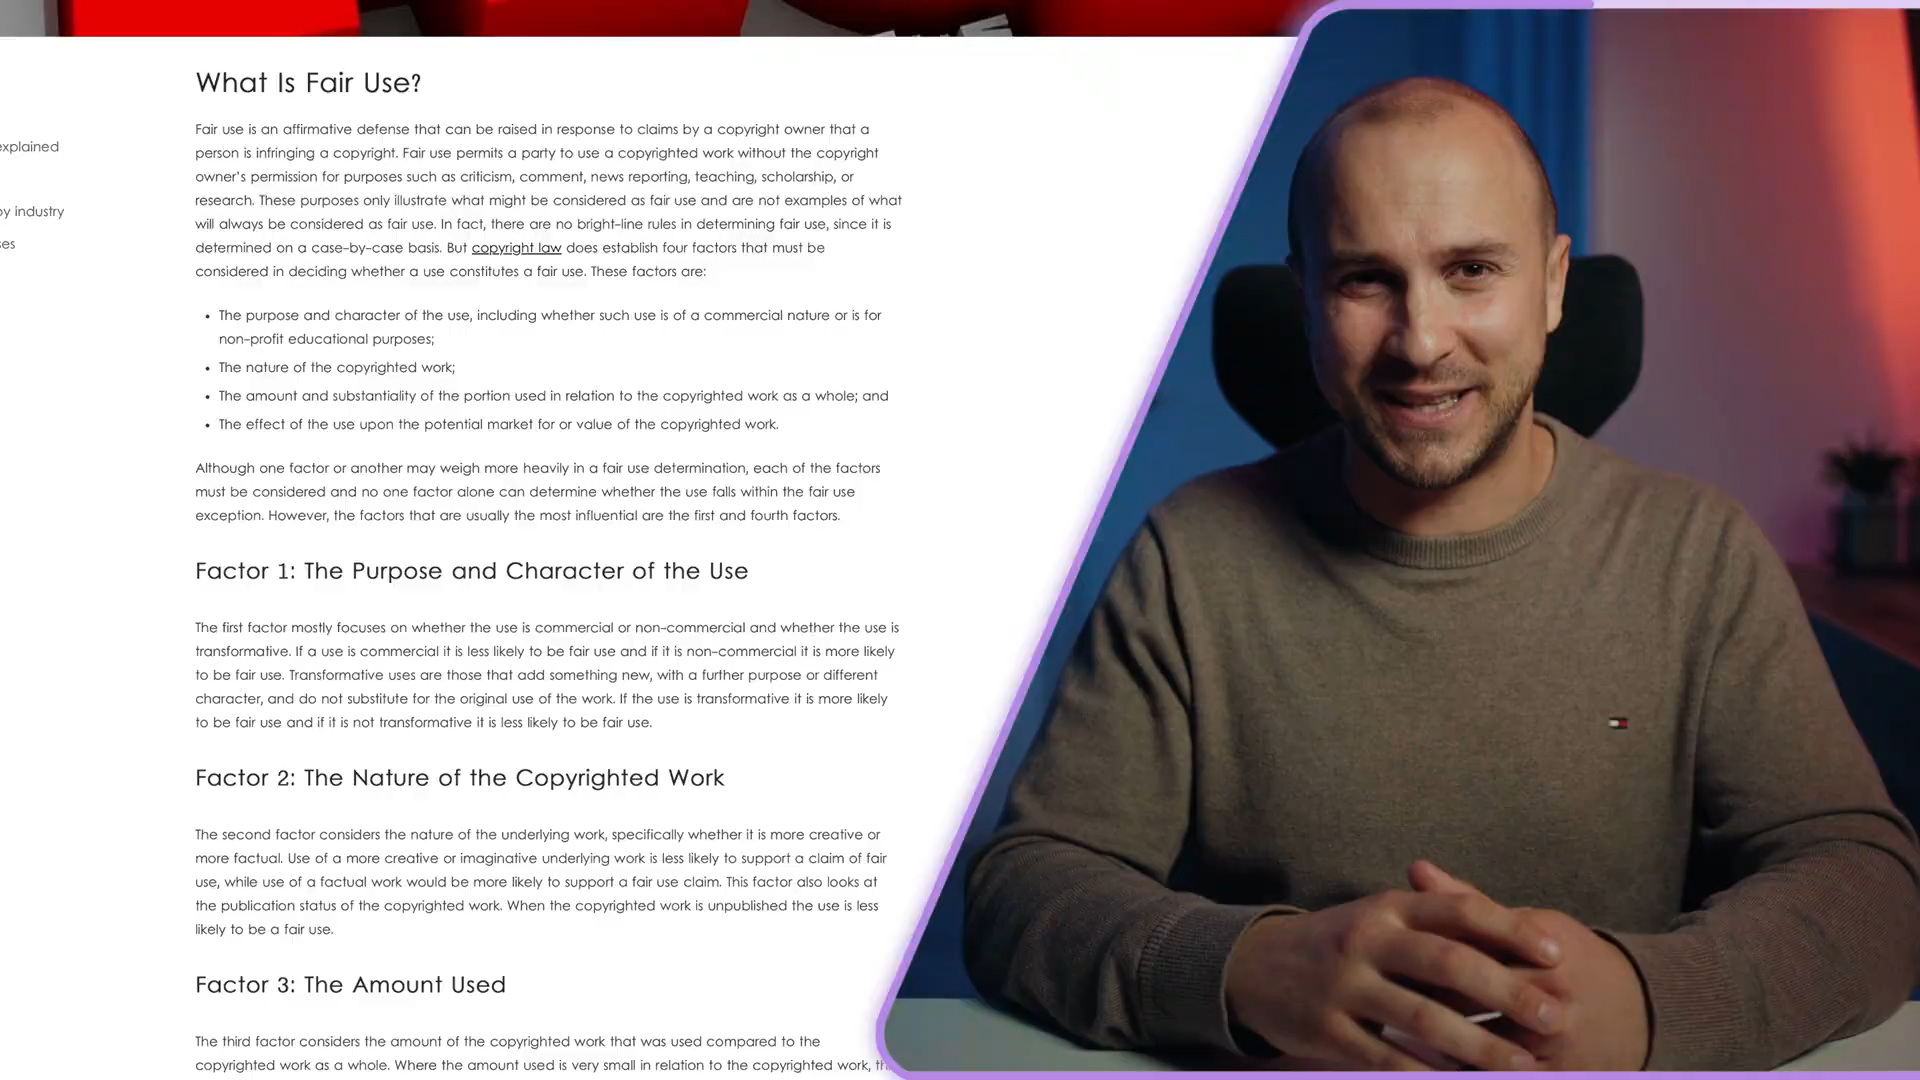 What Is Fair Use?
Fair use is an affirmative defense that can be raised in response to claims by a copyright owner that a
person is infringing a copyright. Fair use permits a party to use a copyrighted work without the copyright
owner's permission for purposes such as criticism, comment, news reporting, teaching, scholarship, or
research. These purposes only illustrate what might be considered as fair use and are not examples of what
will always be considered as fair use. In fact, there are no bright-line rules in determining fair use, since it is
determined on a case-by-case basis. But copyright law does establish four factors that must be
considered in deciding whether a use constitutes a fair use. These factors are:
• The purpose and character of the use, including whether such use is of a commercial nature or is for
non-profit educational purposes;
• The nature of the copyrighted work;
• The amount and substantiality of the portion used in relation to the copyrighted work as a whole; and
• The effect of the use upon the potential market for or value of the copyrighted work.
Although one factor or another may weigh more heavily in a fair use determination, each of the factors
must be considered and no one factor alone can determine whether the use falls within the fair use
exception. However, the factors that are usually the most influential are the first and fourth factors.
Factor 1: The Purpose and Character of the Use
The first factor mostly focuses on whether the use is commercial or non-commercial and whether the use is
transformative. If a use is commercial it is less likely to be fair use and if it is non-commercial it is more likely
to be fair use. Transformative uses are those that add something new, with a further purpose or different
character, and do not substitute for the original use of the work. If the use is transformative it is more likely
to be fair use and if it is not transformative it is less likely to be fair use.
Factor 2: The Nature of the Copyrighted Work
The second factor considers the nature of the underlying work, specifically whether it is more creative or
more factual. Use of a more creative or imaginative underlying work is less likely to support a claim of fair
use, while use of a factual work would be more likely to support a fair use claim. This factor also looks at
the publication status of the copyrighted work. When the copyrighted work is unpublished the use is less
likely to be a fair use.
Factor 3: The Amount Used
The third factor considers the amount of the copyrighted work that was used compared to the
copyrighted work as a whole. Where the amount used is very small in relation to the copyrighted work,
explained
by industry